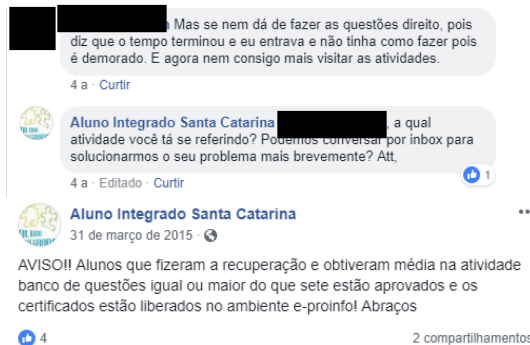 Mas se nem dá de fazer as questões direito, pois
diz que o tempo terminou e eu entrava e não tinha como fazer pois
é demorado. E agora nem consigo mais visitar as atividades.
4 a · Curtir
Aluno Integrado Santa Catarina , a qual
atividade você tá se referindo? Podemos conversar por inbox para
solucionarmos o seu problema mais brevemente? Att,
4 a · Editado · Curtir
1
Aluno Integrado Santa Catarina
31 de março de 2015 ·
AVISO!! Alunos que fizeram a recuperação e obtiveram média na atividade
banco de questões igual ou maior do que sete estão aprovados e os
certificados estão liberados no ambiente e-proinfo! Abraços
4 2 compartilhamentos